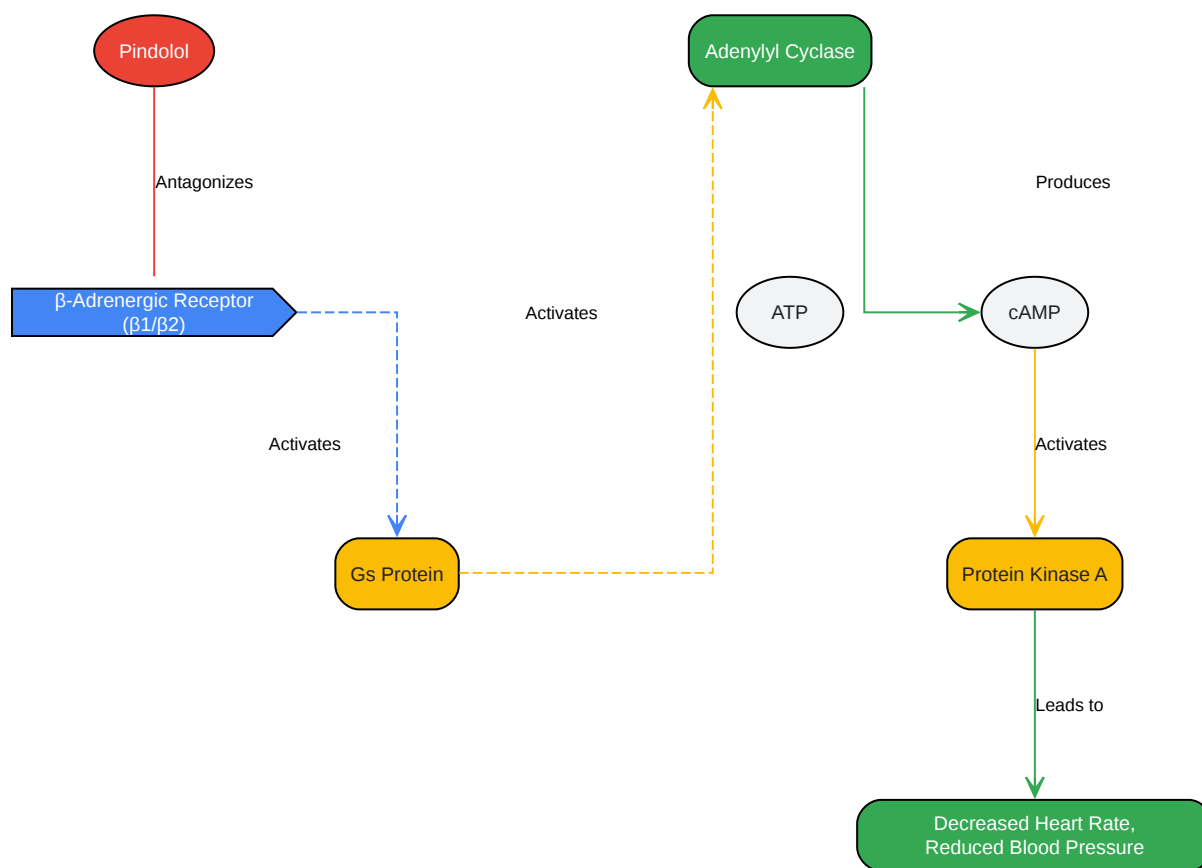 Pindolol
Adenylyl Cyclase
Antagonizes
Produces
β-Adrenergic Receptor
(β1/β2)
Activates
ATP
cAMP
Activates
Activates
Gs Protein
Protein Kinase A
Leads to
Decreased Heart Rate,
Reduced Blood Pressure